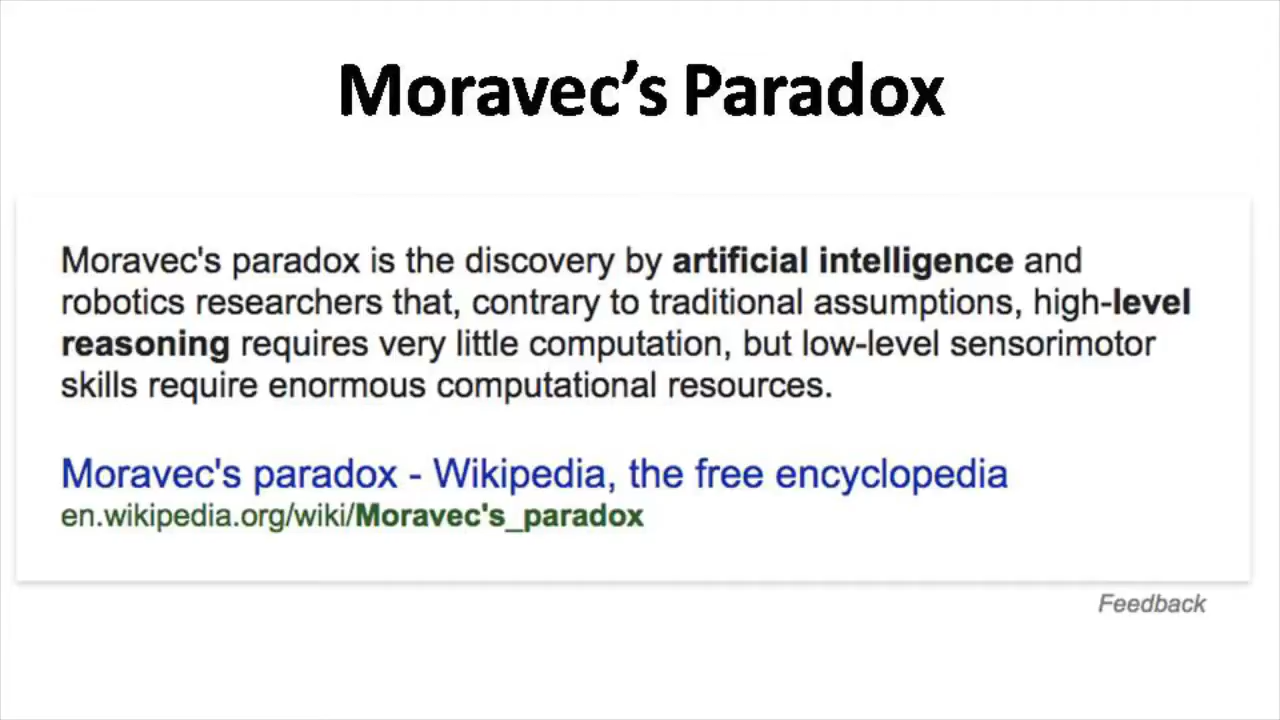 Moravec’s Paradox
Moravec's paradox is the discovery by artificial intelligence and
robotics researchers that, contrary to traditional assumptions, high-level
reasoning requires very little computation, but low-level sensorimotor
skills require enormous computational resources.
Moravec's paradox - Wikipedia, the free encyclopedia
en.wikipedia.org/wiki/Moravec's_paradox
Feedback